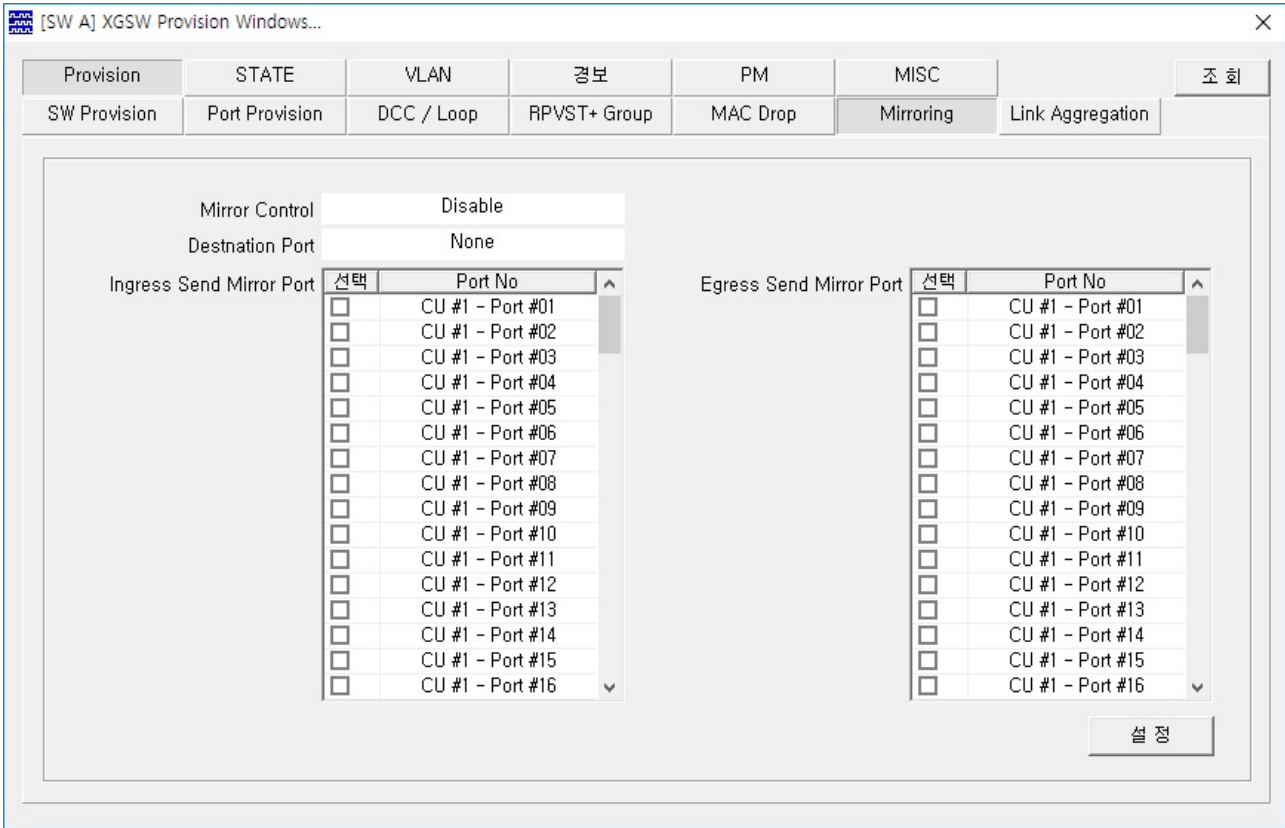 [SW A] XGSW Provision Windows...
Provision STATE VLAN 경보 PM MISC 조 회
SW Provision Port Provision DCC / Loop RPVST+ Group MAC Drop Mirroring Link Aggregation
Mirror Control Disable
Destnation Port None
Ingress Send Mirror Port 선택 Port No Egress Send Mirror Port 선택 Port No
CU #1 - Port #01 CU #1 - Port #01
CU #1 - Port #02 CU #1 - Port #02
CU #1 - Port #03 CU #1 - Port #03
CU #1 - Port #04 CU #1 - Port #04
CU #1 - Port #05 CU #1 - Port #05
CU #1 - Port #06 CU #1 - Port #06
CU #1 - Port #07 CU #1 - Port #07
CU #1 - Port #08 CU #1 - Port #08
CU #1 - Port #09 CU #1 - Port #09
CU #1 - Port #10 CU #1 - Port #10
CU #1 - Port #11 CU #1 - Port #11
CU #1 - Port #12 CU #1 - Port #12
CU #1 - Port #13 CU #1 - Port #13
CU #1 - Port #14 CU #1 - Port #14
CU #1 - Port #15 CU #1 - Port #15
CU #1 - Port #16 CU #1 - Port #16
설 정